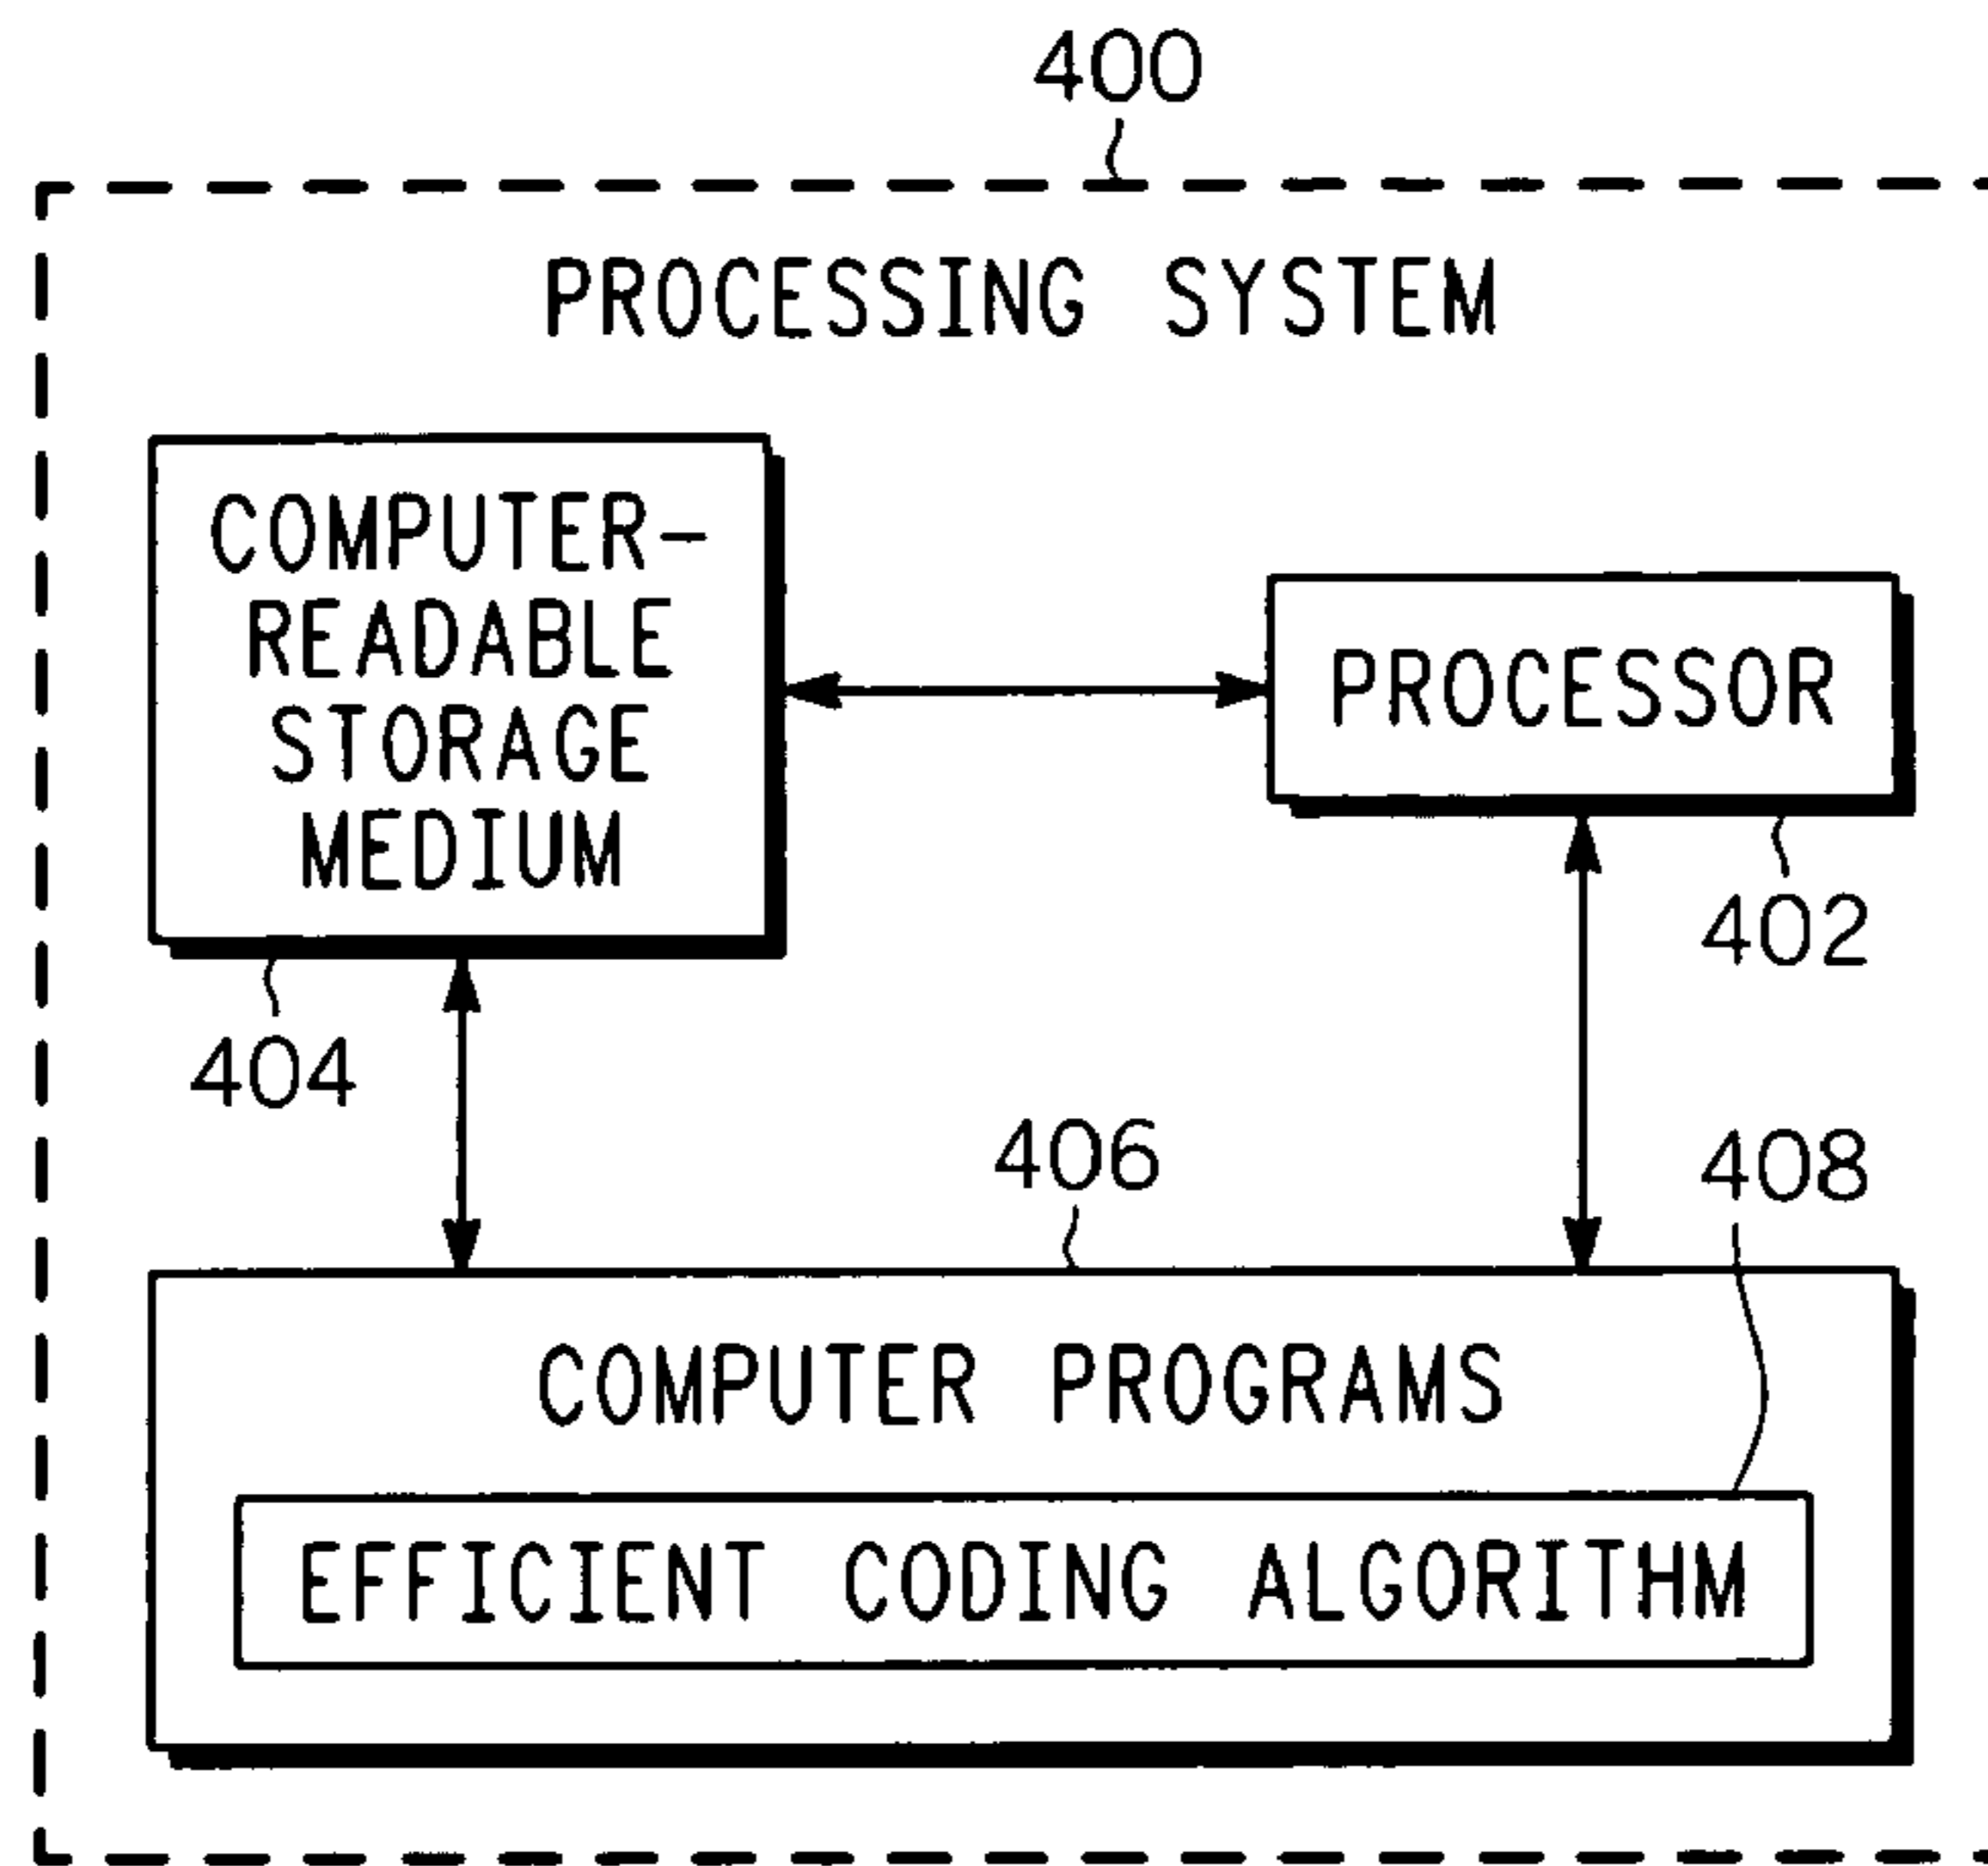 400
PROCESSING SYSTEM
COMPUTER-
READABLE
STORAGE
MEDIUM
PROCESSOR
402
404
406
408
COMPUTER PROGRAMS
EFFICIENT CODING ALGORITHM